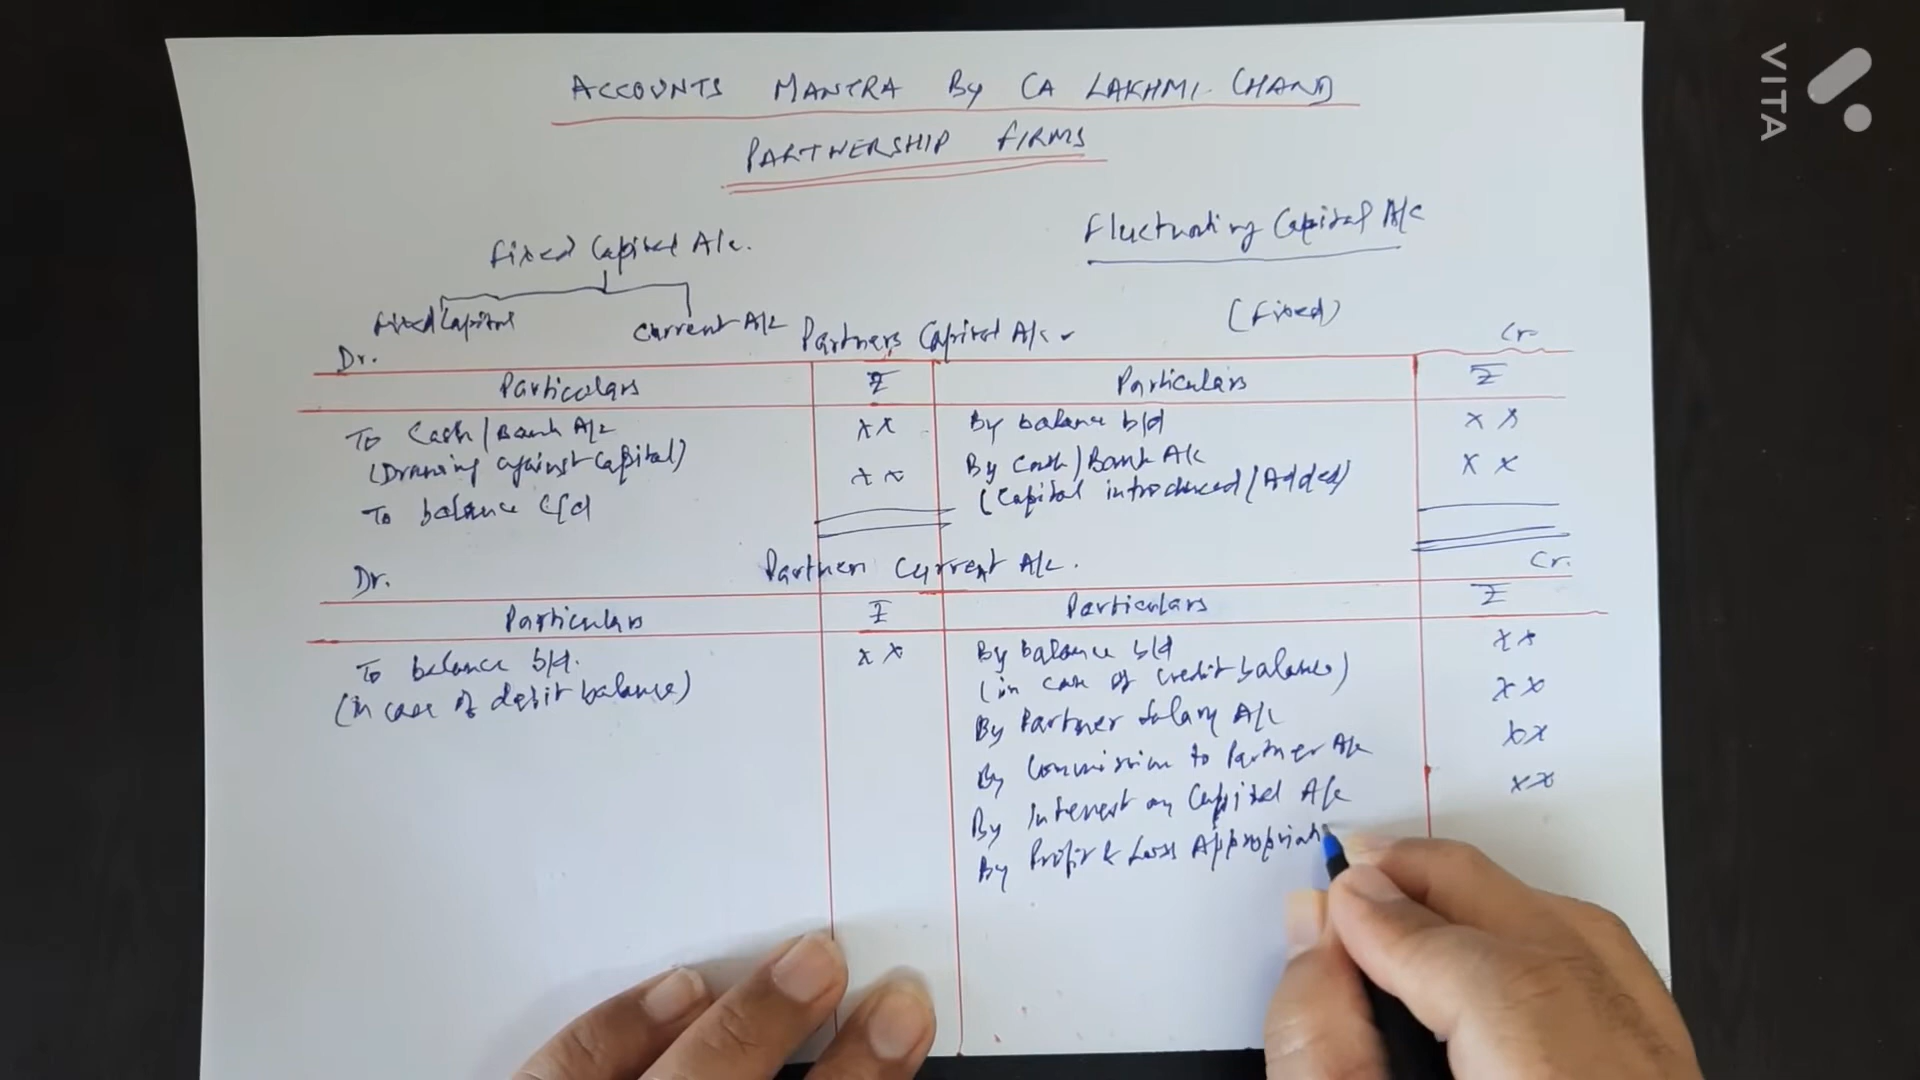 ACCOUNTS MANTRA By CA LAKHMI CHAND
PARTNERSHIP FIRMS
Fixed Capital A/c.
Fluctuating Capital A/c
Fixed Capital
Current A/c
Partners Capital A/c
(Fixed)
Dr.
Cr.
Particulars ₹ Particulars ₹
To Cash/Bank A/c xx By balance b/d xx
(Drawing against Capital) xx By Cash/Bank A/c xx
To balance c/d (Capital introduced/Added)
Dr. Partner Current A/c. Cr.
Particulars ₹ Particulars ₹
To balance b/d. xx By balance b/d xx
(in case of debit balance) (in case of credit balance) xx
By Partner Salary A/c xx
By Commission to Partner A/c xx
By Interest on Capital A/c
By Profit & Loss Appropriati
VITA